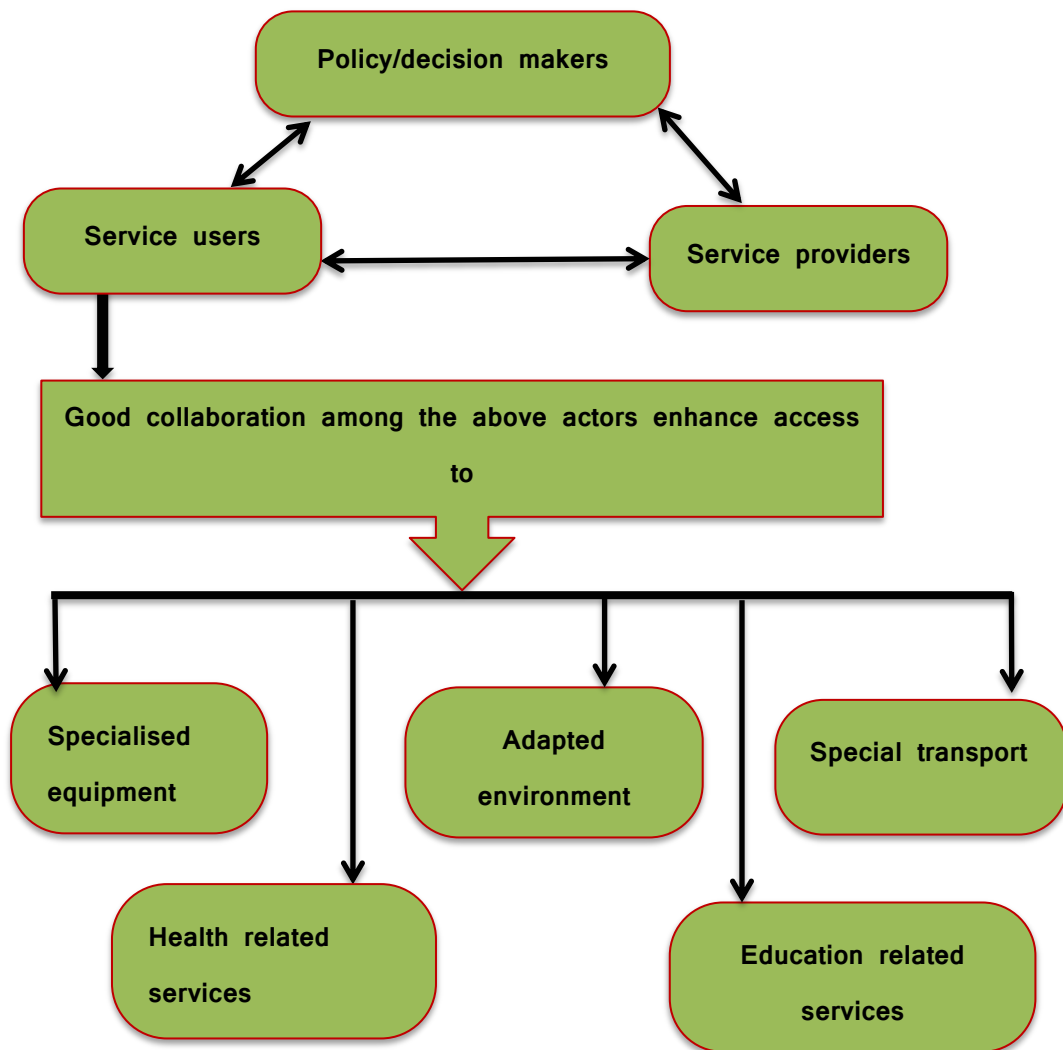 Policy/decision makers
Service users
Service providers
Good collaboration among the above actors enhance access
to
Specialised
equipment
Adapted
environment
Special transport
Health related
services
Education related
services